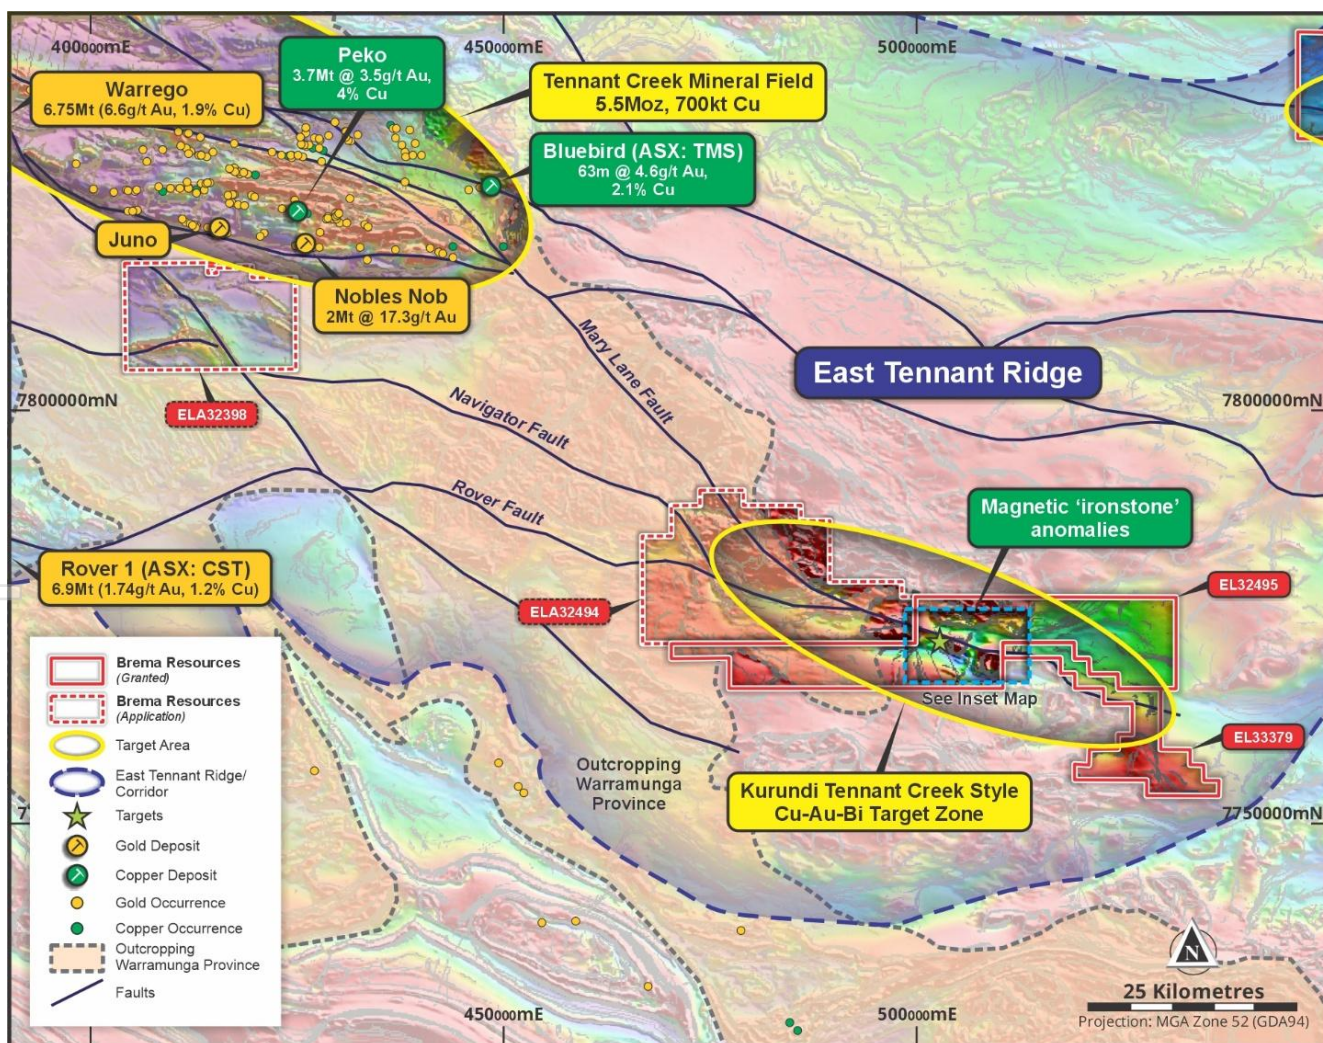 400000mE
450000mE
500000mE
Peko
3.7Mt @ 3.5g/t Au,
4% Cu
Warrego
6.75Mt (6.6g/t Au, 1.9% Cu)
Tennant Creek Mineral Field
5.5Moz, 700kt Cu
Bluebird (ASX: TMS)
63m @ 4.6g/t Au,
2.1% Cu
Juno
Nobles Nob
2Mt @ 17.3g/t Au
Mary Lane Fault
East Tennant Ridge
7800000mN
7800000mN
ELA32398
Navigator Fault
Rover Fault
Magnetic ‘ironstone’
anomalies
Rover 1 (ASX: CST)
6.9Mt (1.74g/t Au, 1.2% Cu)
ELA32494
EL32495
See Inset Map
EL33379
Outcropping
Warramunga
Province
Kurundi Tennant Creek Style
Cu-Au-Bi Target Zone
7750000mN
Brema Resources
(Granted)
Brema Resources
(Application)
Target Area
East Tennant Ridge/
Corridor
Targets
Gold Deposit
Copper Deposit
Gold Occurrence
Copper Occurrence
Outcropping
Warramunga Province
Faults
450000mE
500000mE
N
25 Kilometres
Projection: MGA Zone 52 (GDA94)